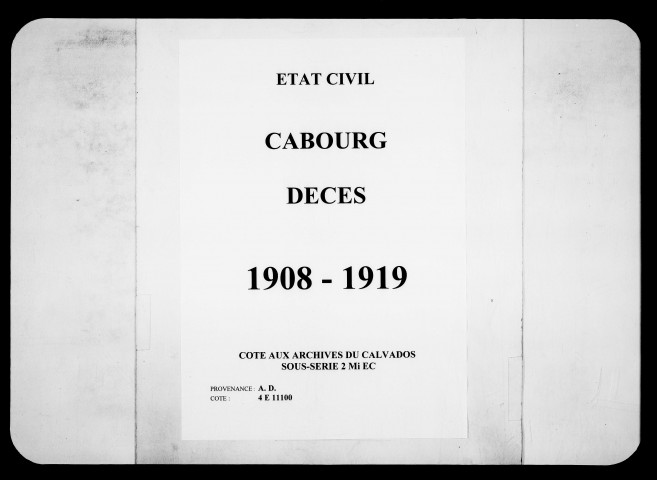 ETAT CIVIL
CABOURG
DECES
1908 - 1919
COTE AUX ARCHIVES DU CALVADOS
SOUS-SERIE 2 Mi EC
PROVENANCE : A. D.
COTE : 4 E 11100